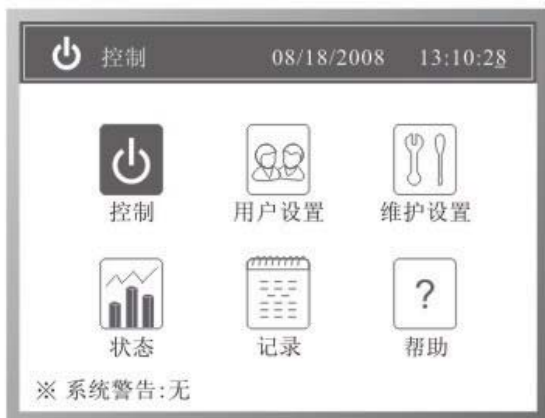 控制 08/18/2008 13:10:28
控制 用户设置 维护设置
?
状态 记录 帮助
※ 系统警告:无